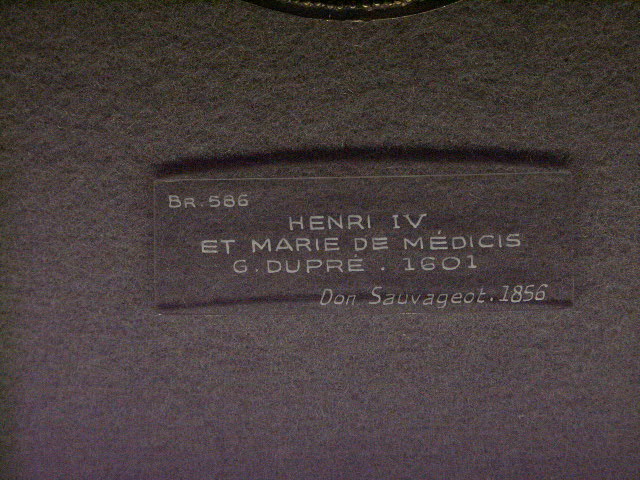 BR.586
HENRI IV
ET MARIE DE MÉDICIS
G.DUPRÉ . 1601
Don Sauvageot.1856